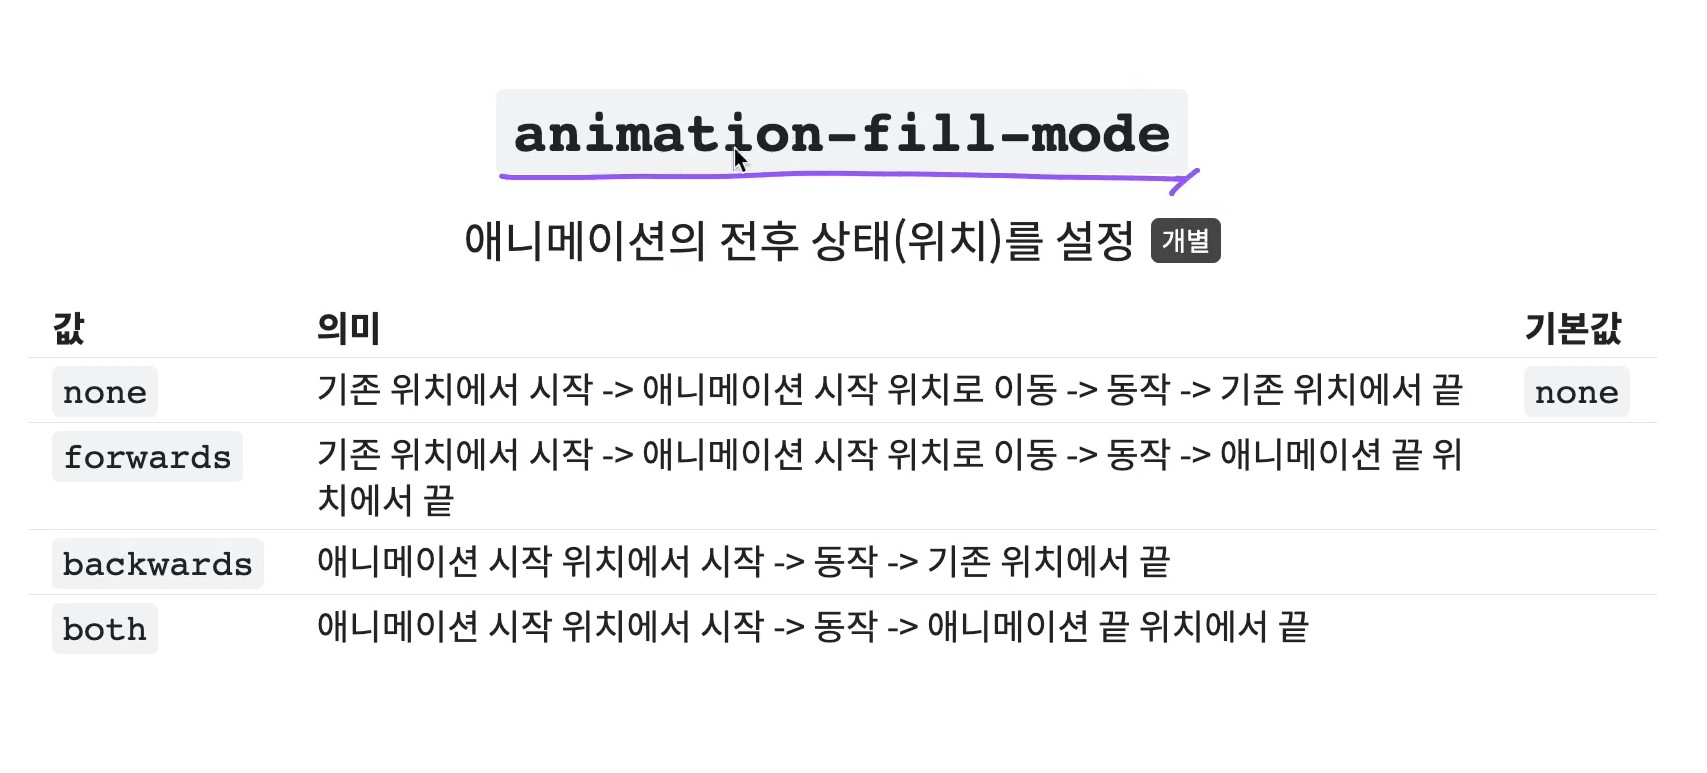 animation-fill-mode
애니메이션의 전후 상태(위치)를 설정 개별
값 의미 기본값
none 기존 위치에서 시작 -> 애니메이션 시작 위치로 이동 -> 동작 -> 기존 위치에서 끝 none
forwards 기존 위치에서 시작 -> 애니메이션 시작 위치로 이동 -> 동작 -> 애니메이션 끝 위
치에서 끝
backwards 애니메이션 시작 위치에서 시작 -> 동작 -> 기존 위치에서 끝
both 애니메이션 시작 위치에서 시작 -> 동작 -> 애니메이션 끝 위치에서 끝